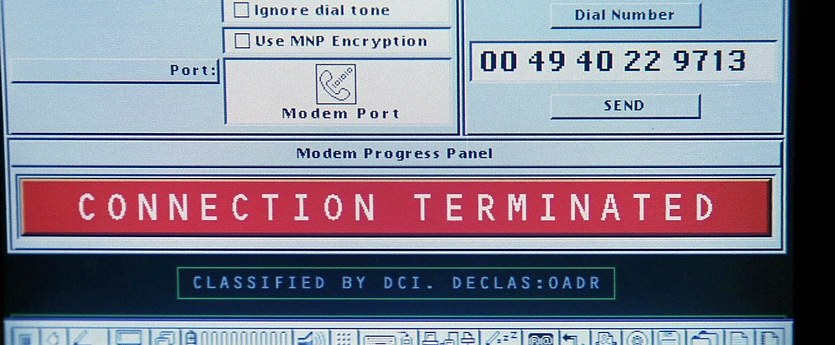 Ignore dial tone
Use MNP Encryption
Port:
Modem Port
Dial Number
00 49 40 22 9713
SEND
Modem Progress Panel
CONNECTION TERMINATED
CLASSIFIED BY DCI. DECLAS:OADR